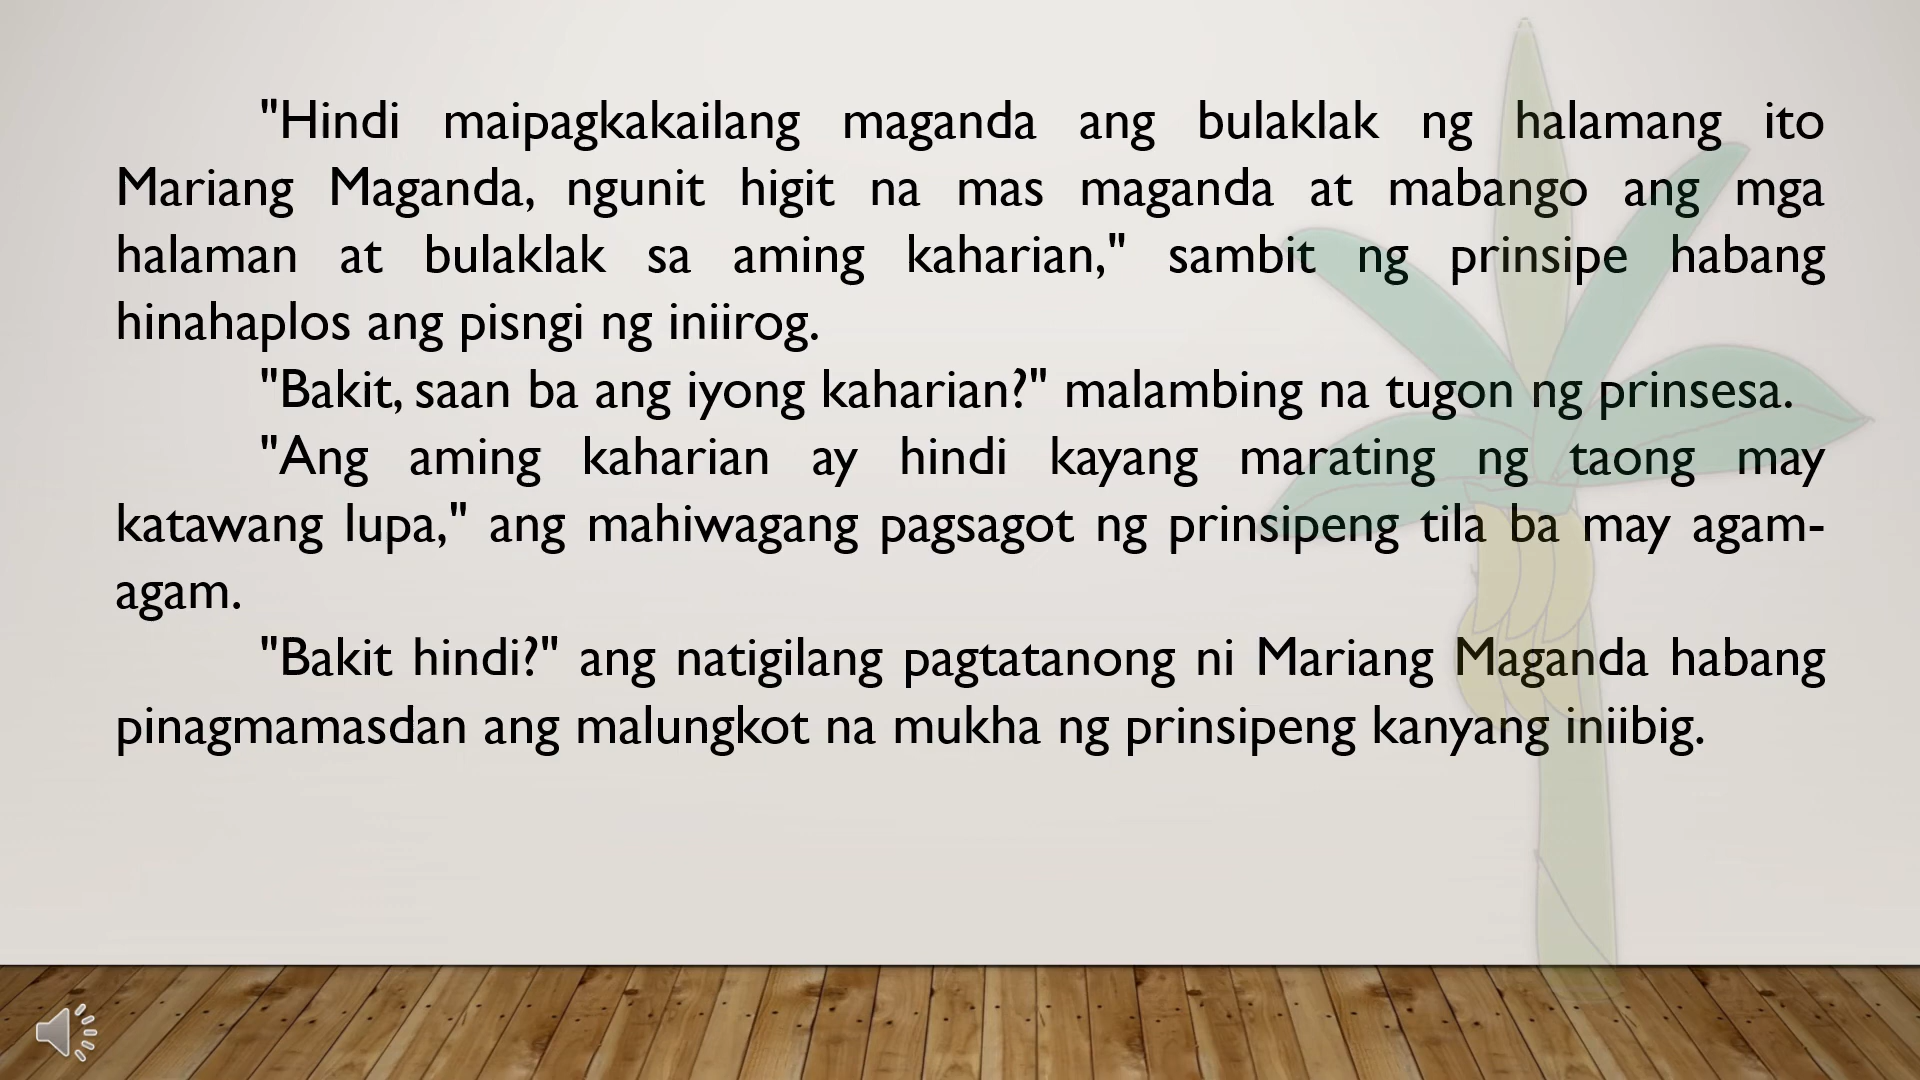 "Hindi maipagkakailang maganda ang bulaklak ng halamang ito
Mariang Maganda, ngunit higit na mas maganda at mabango ang mga
halaman at bulaklak sa aming kaharian," sambit ng prinsipe habang
hinahaplos ang pisngi ng iniirog.
"Bakit, saan ba ang iyong kaharian?" malambing na tugon ng prinsesa.
"Ang aming kaharian ay hindi kayang marating ng taong may
katawang lupa," ang mahiwagang pagsagot ng prinsipeng tila ba may agam-
agam.
"Bakit hindi?" ang natigilang pagtatanong ni Mariang Maganda habang
pinagmamasdan ang malungkot na mukha ng prinsipeng kanyang iniibig.